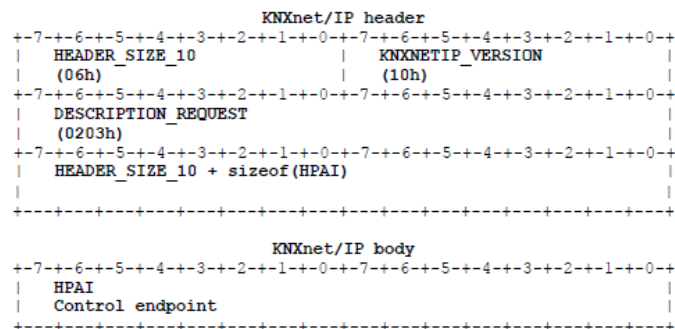 KNXnet/IP header
+-7-+-6-+-5-+-4-+-3-+-2-+-1-+-0-+-7-+-6-+-5-+-4-+-3-+-2-+-1-+-0-+
| HEADER_SIZE_10 | KNXNETIP_VERSION |
| (06h) | (10h) |
+-7-+-6-+-5-+-4-+-3-+-2-+-1-+-0-+-7-+-6-+-5-+-4-+-3-+-2-+-1-+-0-+
| DESCRIPTION_REQUEST |
| (0203h) |
+-7-+-6-+-5-+-4-+-3-+-2-+-1-+-0-+-7-+-6-+-5-+-4-+-3-+-2-+-1-+-0-+
| HEADER_SIZE_10 + sizeof(HPAI) |
| |
+---+---+---+---+---+---+---+---+---+---+---+---+---+---+---+---+
KNXnet/IP body
+-7-+-6-+-5-+-4-+-3-+-2-+-1-+-0-+-7-+-6-+-5-+-4-+-3-+-2-+-1-+-0-+
| HPAI |
| Control endpoint |
+---+---+---+---+---+---+---+---+---+---+---+---+---+---+---+---+